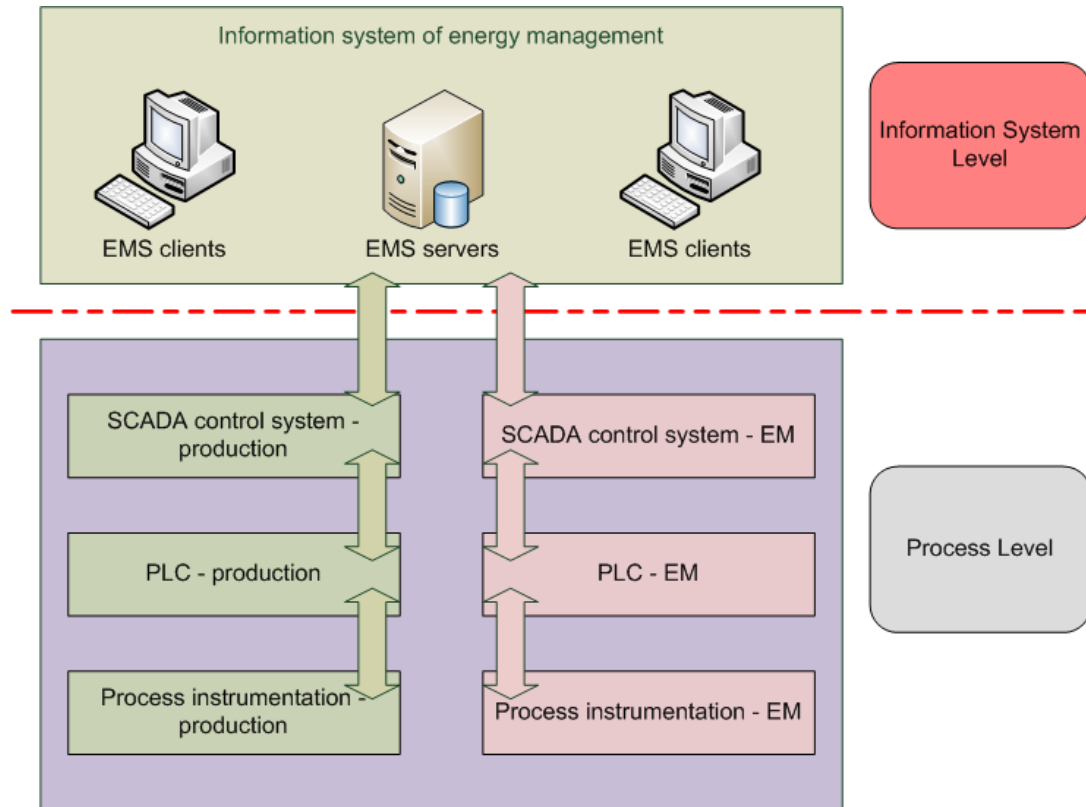 Information system of energy management
EMS clients
EMS servers
EMS clients
Information System
Level
SCADA control system -
production
SCADA control system - EM
PLC - production
PLC - EM
Process Level
Process instrumentation -
production
Process instrumentation - EM